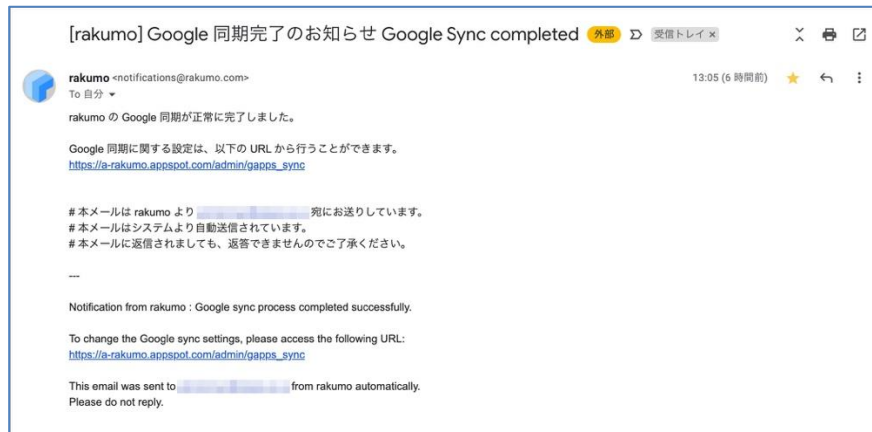 [rakumo] Google 同期完了のお知らせ Google Sync completed 外部 受信トレイ ×
rakumo <notifications@rakumo.com> 13:05 (6 時間前)
To 自分
rakumo の Google 同期が正常に完了しました。
Google 同期に関する設定は、以下の URL から行うことができます。
https://a-rakumo.appspot.com/admin/gapps_sync
# 本メールは rakumo より 宛にお送りしています。
# 本メールはシステムより自動送信されています。
# 本メールに返信されましても、返答できませんのでご了承ください。
---
Notification from rakumo : Google sync process completed successfully.
To change the Google sync settings, please access the following URL:
https://a-rakumo.appspot.com/admin/gapps_sync
This email was sent to from rakumo automatically.
Please do not reply.